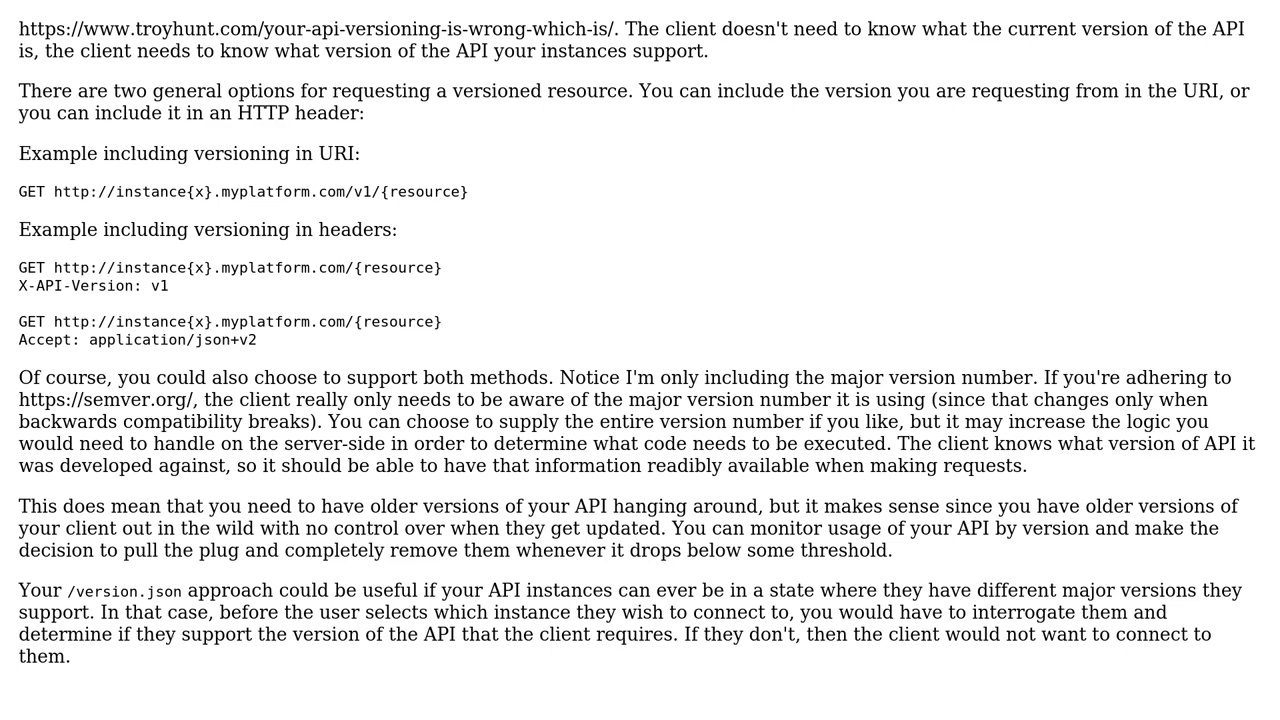 https://www.troyhunt.com/your-api-versioning-is-wrong-which-is/. The client doesn't need to know what the current version of the API
is, the client needs to know what version of the API your instances support.
There are two general options for requesting a versioned resource. You can include the version you are requesting from in the URI, or
you can include it in an HTTP header:
Example including versioning in URI:
GET http://instance{x}.myplatform.com/v1/{resource}
Example including versioning in headers:
GET http://instance{x}.myplatform.com/{resource}
X-API-Version: v1
GET http://instance{x}.myplatform.com/{resource}
Accept: application/json+v2
Of course, you could also choose to support both methods. Notice I'm only including the major version number. If you're adhering to
https://semver.org/, the client really only needs to be aware of the major version number it is using (since that changes only when
backwards compatibility breaks). You can choose to supply the entire version number if you like, but it may increase the logic you
would need to handle on the server-side in order to determine what code needs to be executed. The client knows what version of API it
was developed against, so it should be able to have that information readibly available when making requests.
This does mean that you need to have older versions of your API hanging around, but it makes sense since you have older versions of
your client out in the wild with no control over when they get updated. You can monitor usage of your API by version and make the
decision to pull the plug and completely remove them whenever it drops below some threshold.
Your /version.json approach could be useful if your API instances can ever be in a state where they have different major versions they
support. In that case, before the user selects which instance they wish to connect to, you would have to interrogate them and
determine if they support the version of the API that the client requires. If they don't, then the client would not want to connect to
them.